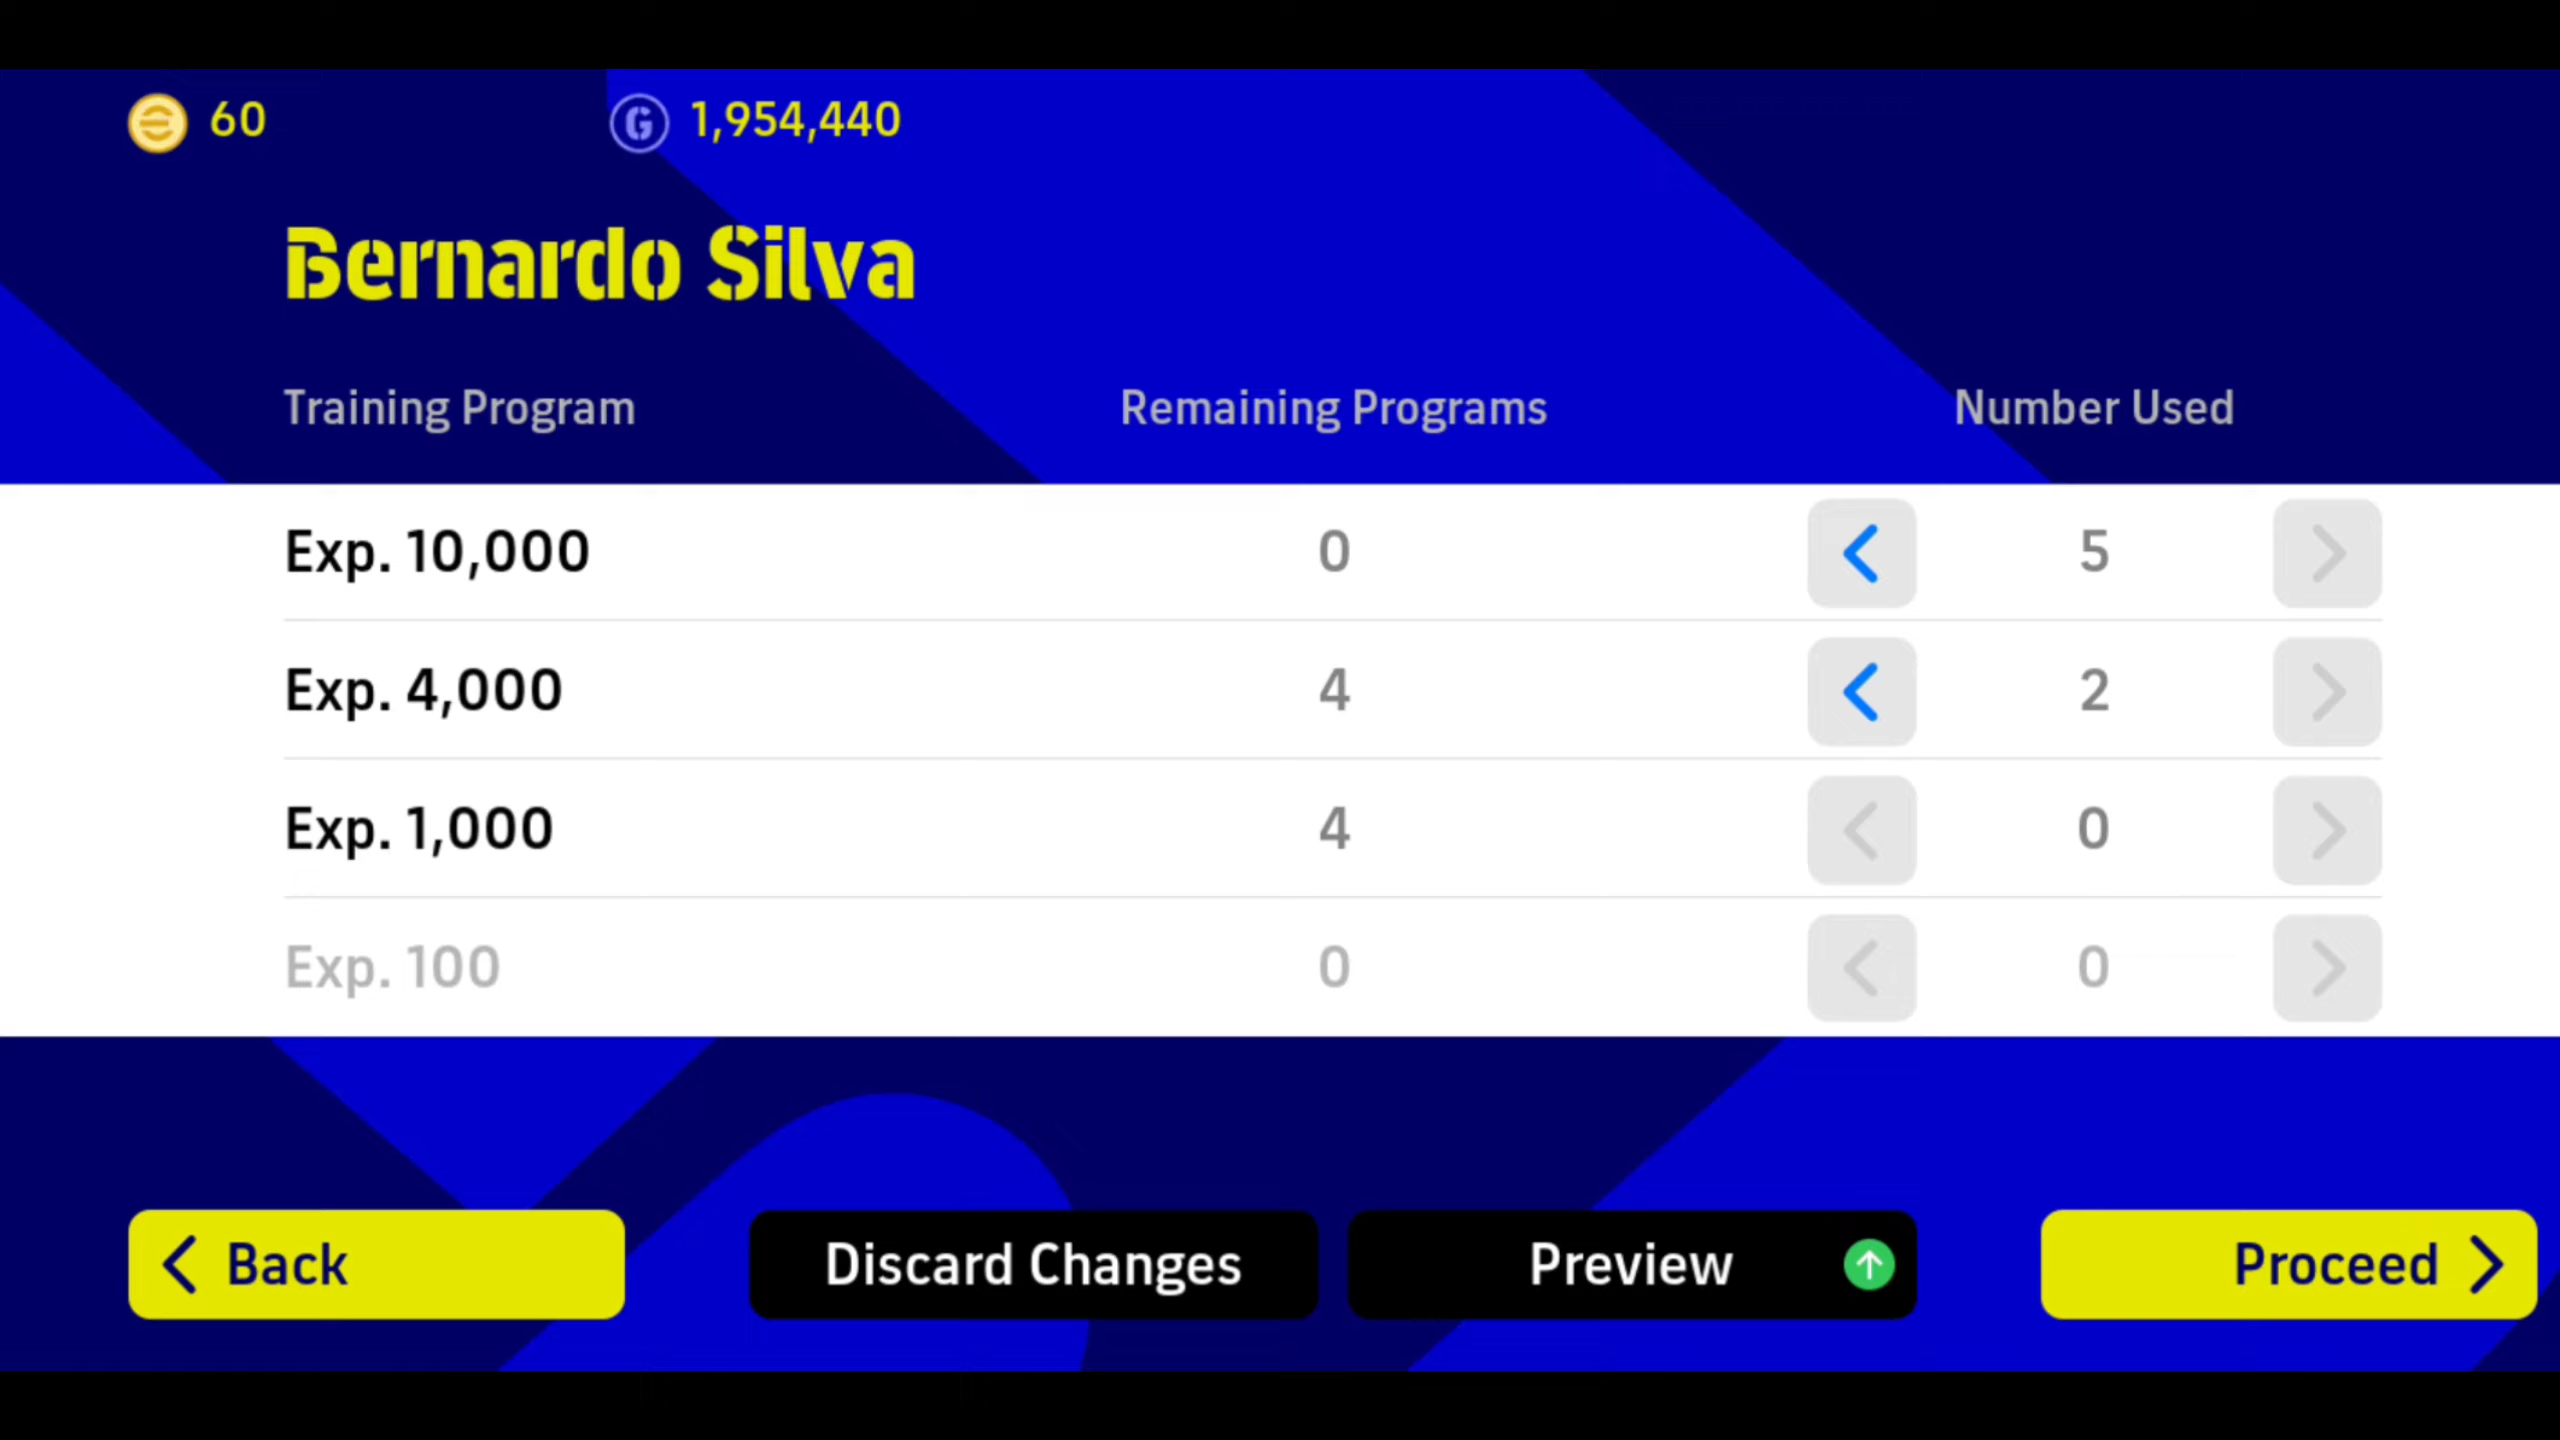 60 1,954,440
Bernardo Silva
Training Program Remaining Programs Number Used
Exp. 10,000 0 5
Exp. 4,000 4 2
Exp. 1,000 4 0
Exp. 100 0 0
Back Discard Changes Preview Proceed